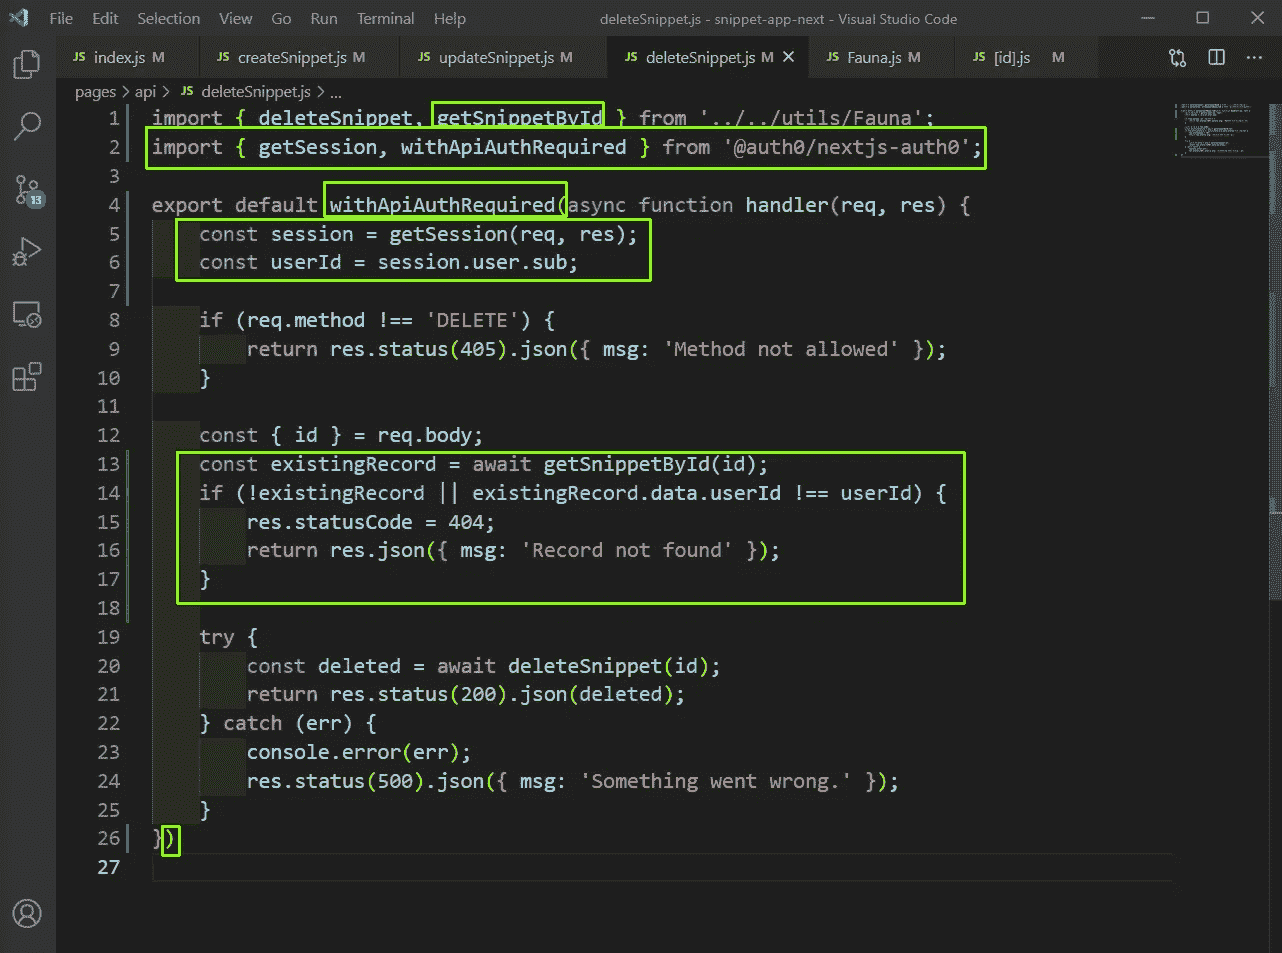 File Edit Selection View Go Run Terminal Help deleteSnippet.js - snippet-app-next - Visual Studio Code
JS index.js M JS createSnippet.js M JS updateSnippet.js M JS deleteSnippet.js M JS Fauna.js M JS [id].js M
pages > api > JS deleteSnippet.js > ...
1 import { deleteSnippet, getSnippetById } from '../../utils/Fauna';
2 import { getSession, withApiAuthRequired } from '@auth0/nextjs-auth0';
3
4 export default withApiAuthRequired(async function handler(req, res) {
5 const session = getSession(req, res);
6 const userId = session.user.sub;
7
8 if (req.method !== 'DELETE') {
9 return res.status(405).json({ msg: 'Method not allowed' });
10 }
11
12 const { id } = req.body;
13 const existingRecord = await getSnippetById(id);
14 if (!existingRecord || existingRecord.data.userId !== userId) {
15 res.statusCode = 404;
16 return res.json({ msg: 'Record not found' });
17 }
18
19 try {
20 const deleted = await deleteSnippet(id);
21 return res.status(200).json(deleted);
22 } catch (err) {
23 console.error(err);
24 res.status(500).json({ msg: 'Something went wrong.' });
25 }
26 })
27
13